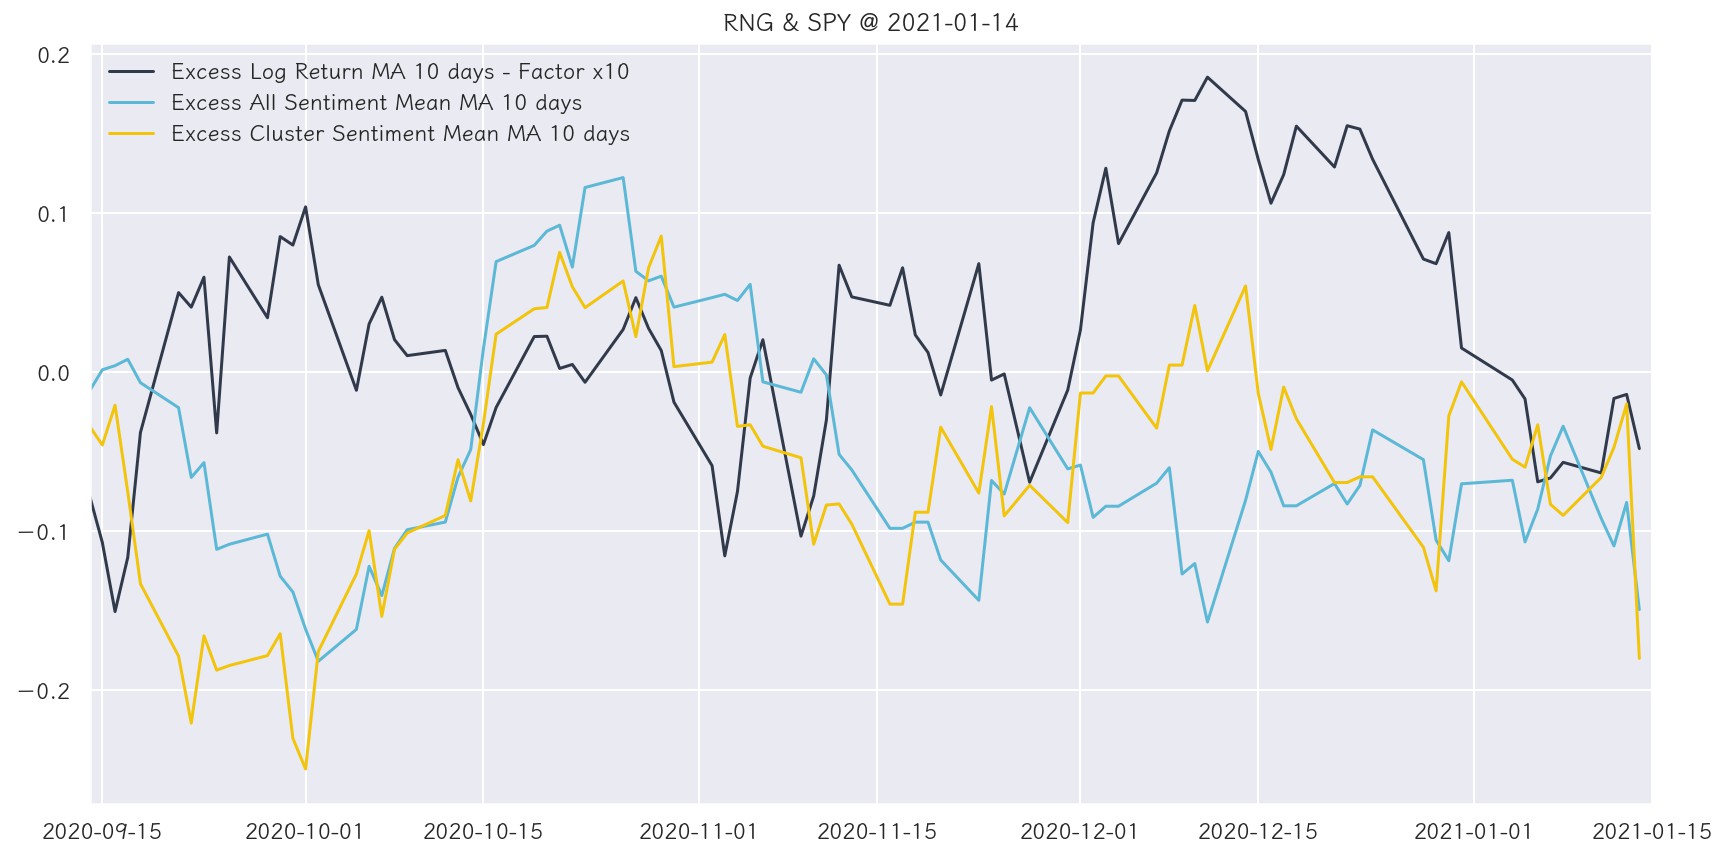 RNG & SPY @ 2021-01-14
Excess Log Return MA 10 days - Factor x10
Excess All Sentiment Mean MA 10 days
Excess Cluster Sentiment Mean MA 10 days
0.2
0.1
0.0
−0.1
−0.2
2020-09-15 2020-10-01 2020-10-15 2020-11-01 2020-11-15 2020-12-01 2020-12-15 2021-01-01 2021-01-15